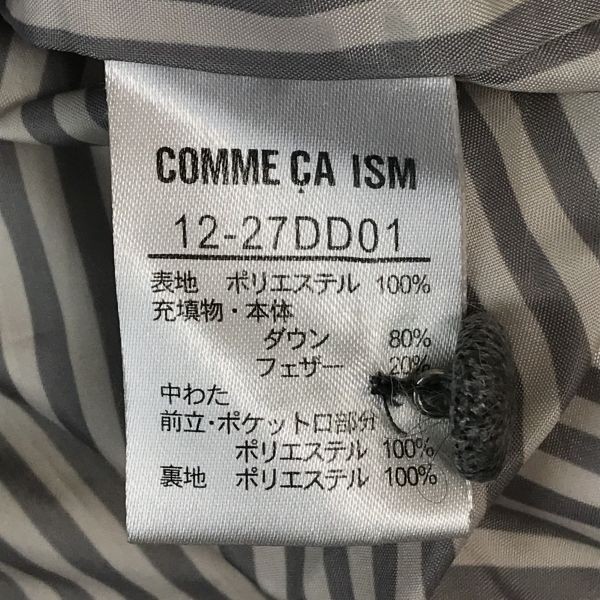 COMME ÇA ISM
12-27DD01
表地 ポリエステル 100%
充填物・本体
ダウン 80%
フェザー 20%
中わた
前立・ポケット口部分
ポリエステル 100%
裏地 ポリエステル 100%